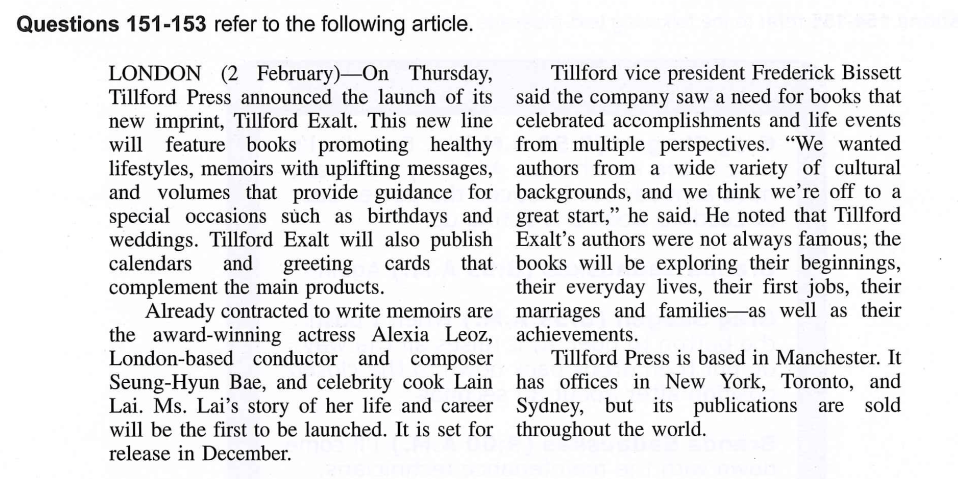 Questions 151-153 refer to the following article.
LONDON (2 February)—On Thursday,
Tillford Press announced the launch of its
new imprint, Tillford Exalt. This new line
will feature books promoting healthy
lifestyles, memoirs with uplifting messages,
and volumes that provide guidance for
special occasions such as birthdays and
weddings. Tillford Exalt will also publish
calendars and greeting cards that
complement the main products.
Already contracted to write memoirs are
the award-winning actress Alexia Leoz,
London-based conductor and composer
Seung-Hyun Bae, and celebrity cook Lain
Lai. Ms. Lai's story of her life and career
will be the first to be launched. It is set for
release in December.
Tillford vice president Frederick Bissett
said the company saw a need for books that
celebrated accomplishments and life events
from multiple perspectives. “We wanted
authors from a wide variety of cultural
backgrounds, and we think we're off to a
great start,” he said. He noted that Tillford
Exalt's authors were not always famous; the
books will be exploring their beginnings,
their everyday lives, their first jobs, their
marriages and families—as well as their
achievements.
Tillford Press is based in Manchester. It
has offices in New York, Toronto, and
Sydney, but its publications are sold
throughout the world.